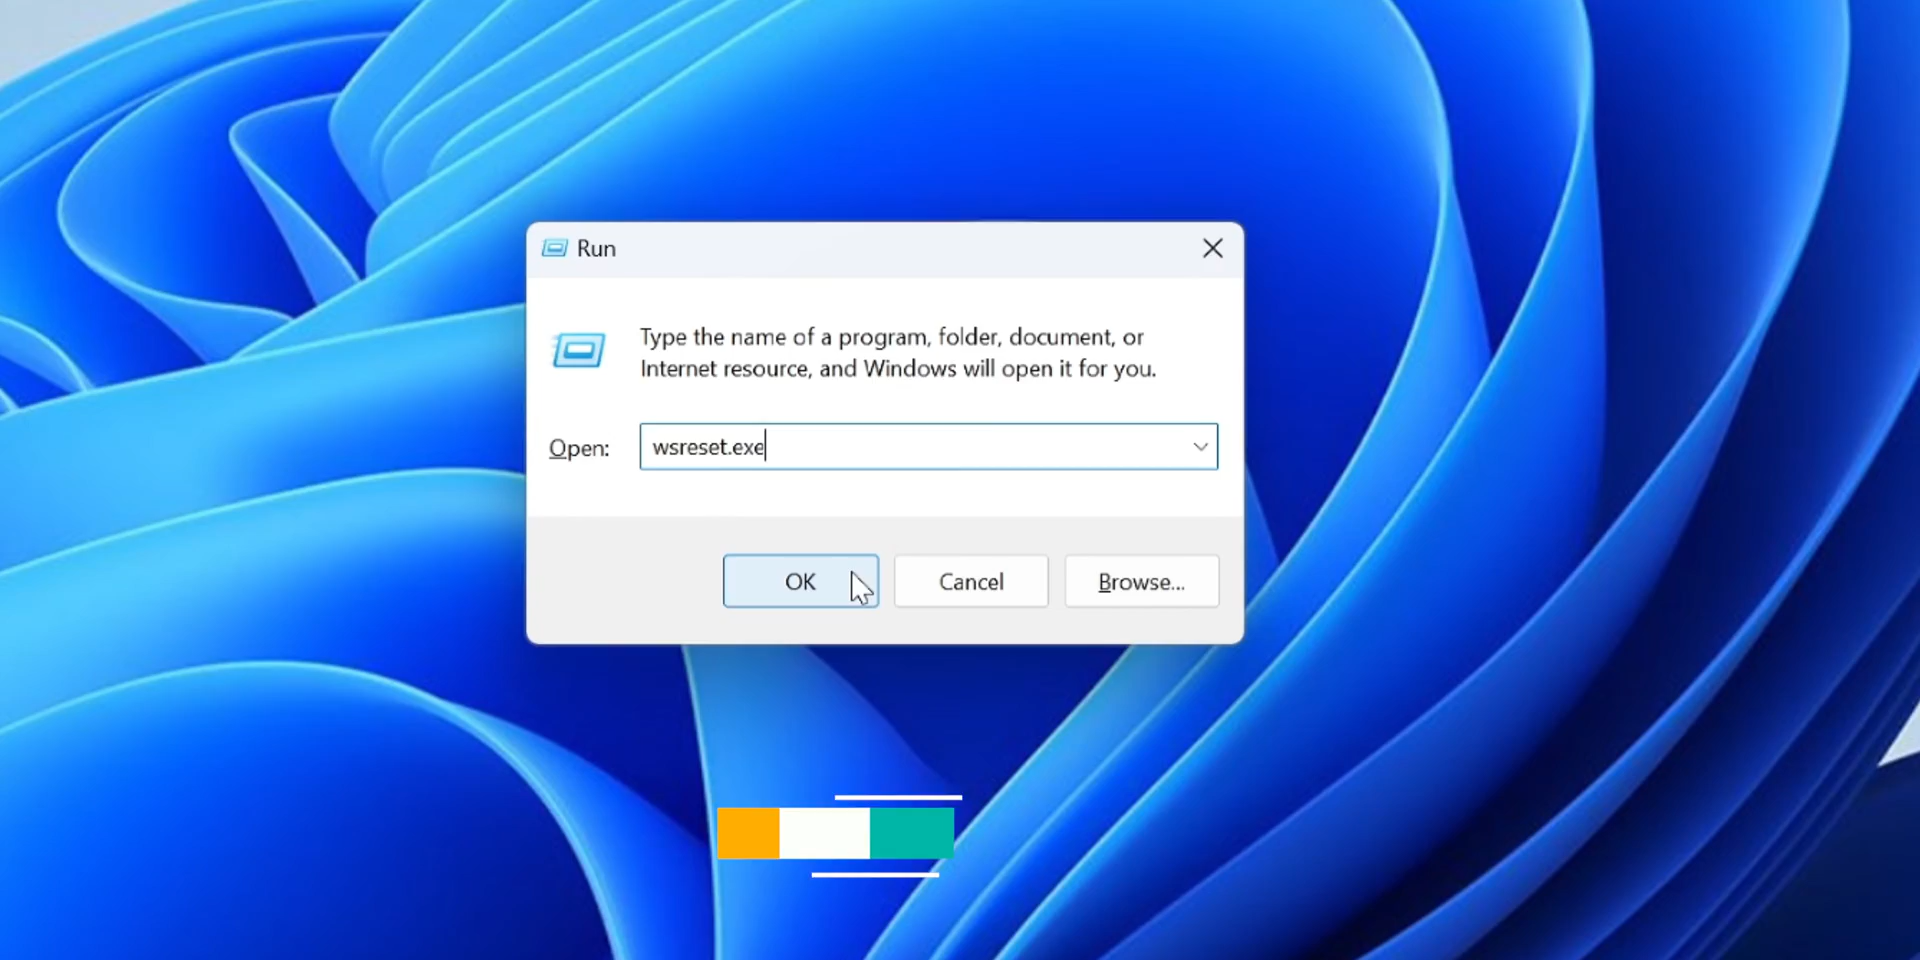 Run
Type the name of a program, folder, document, or
Internet resource, and Windows will open it for you.
Open: wsreset.exe
OK Cancel Browse...